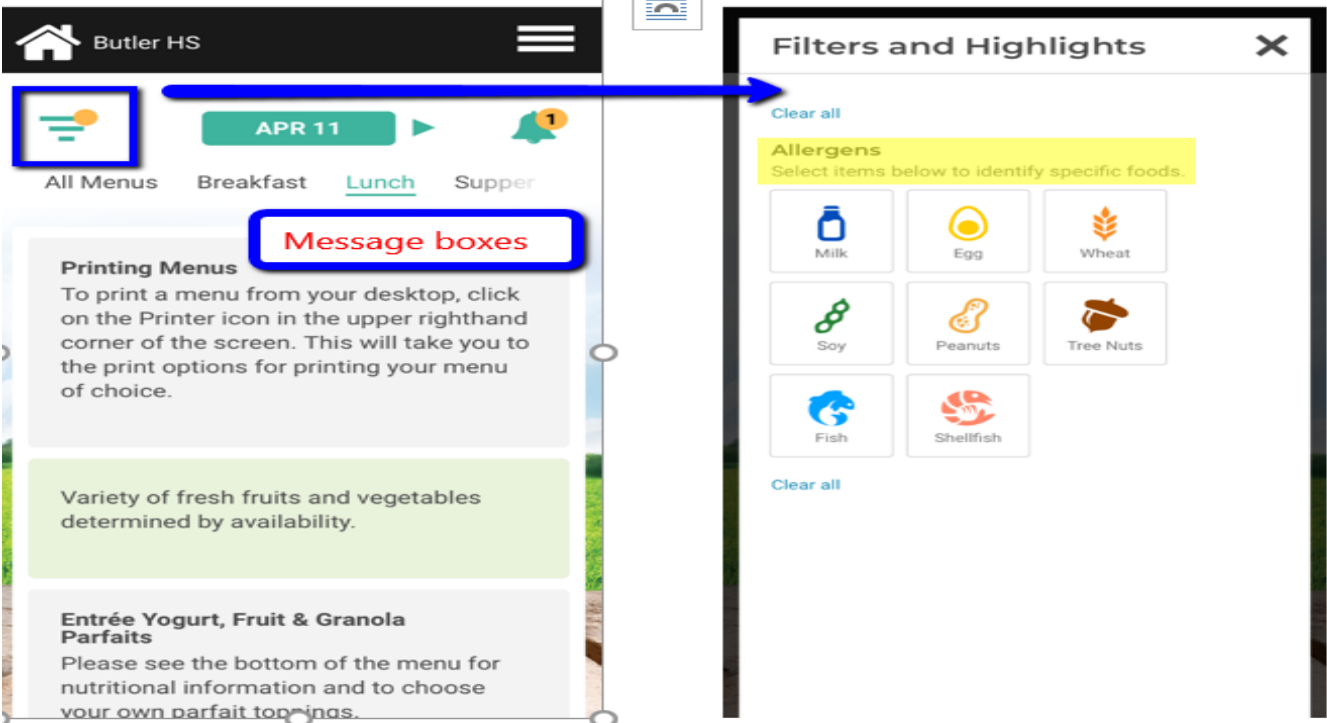 Butler HS
APR 11
1
All Menus Breakfast Lunch Supper
Message boxes
Printing Menus
To print a menu from your desktop, click
on the Printer icon in the upper righthand
corner of the screen. This will take you to
the print options for printing your menu
of choice.
Variety of fresh fruits and vegetables
determined by availability.
Entrée Yogurt, Fruit & Granola
Parfaits
Please see the bottom of the menu for
nutritional information and to choose
your own parfait toppings.
Filters and Highlights
Clear all
Allergens
Select items below to identify specific foods.
Milk Egg Wheat
Soy Peanuts Tree Nuts
Fish Shellfish
Clear all